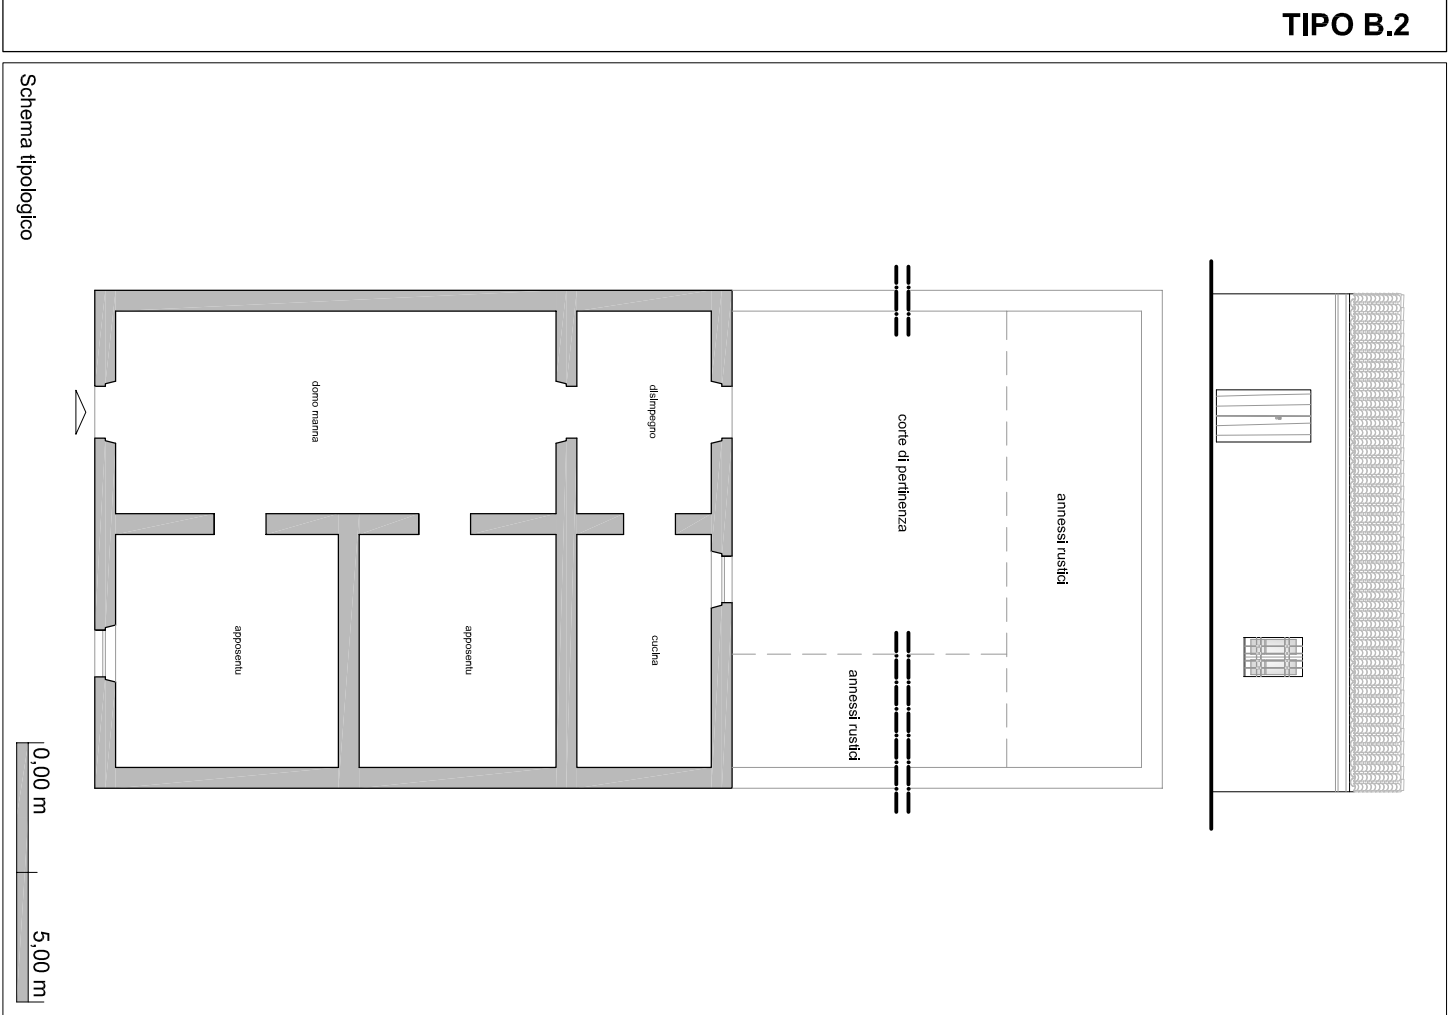 TIPO B.2
Schema tipologico
domo manna
disimpegno
apposentu
apposentu
cucina
corte di pertinenza
annessi rustici
annessi rustici
0,00 m
5,00 m